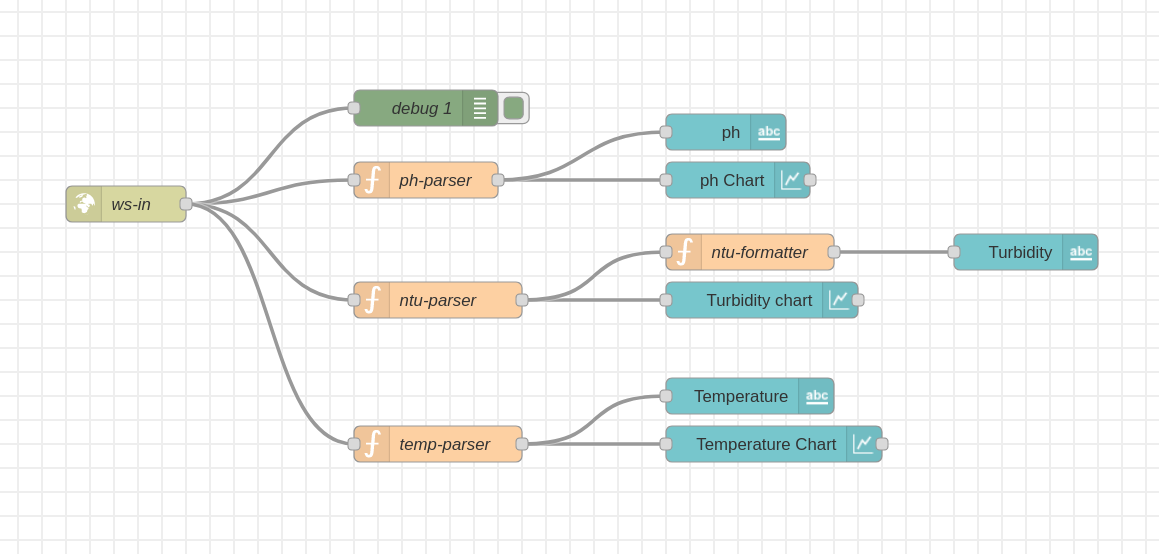 debug 1
ph abc
ph-parser
ph Chart
ws-in
ntu-formatter
Turbidity abc
ntu-parser
Turbidity chart
Temperature abc
temp-parser
Temperature Chart